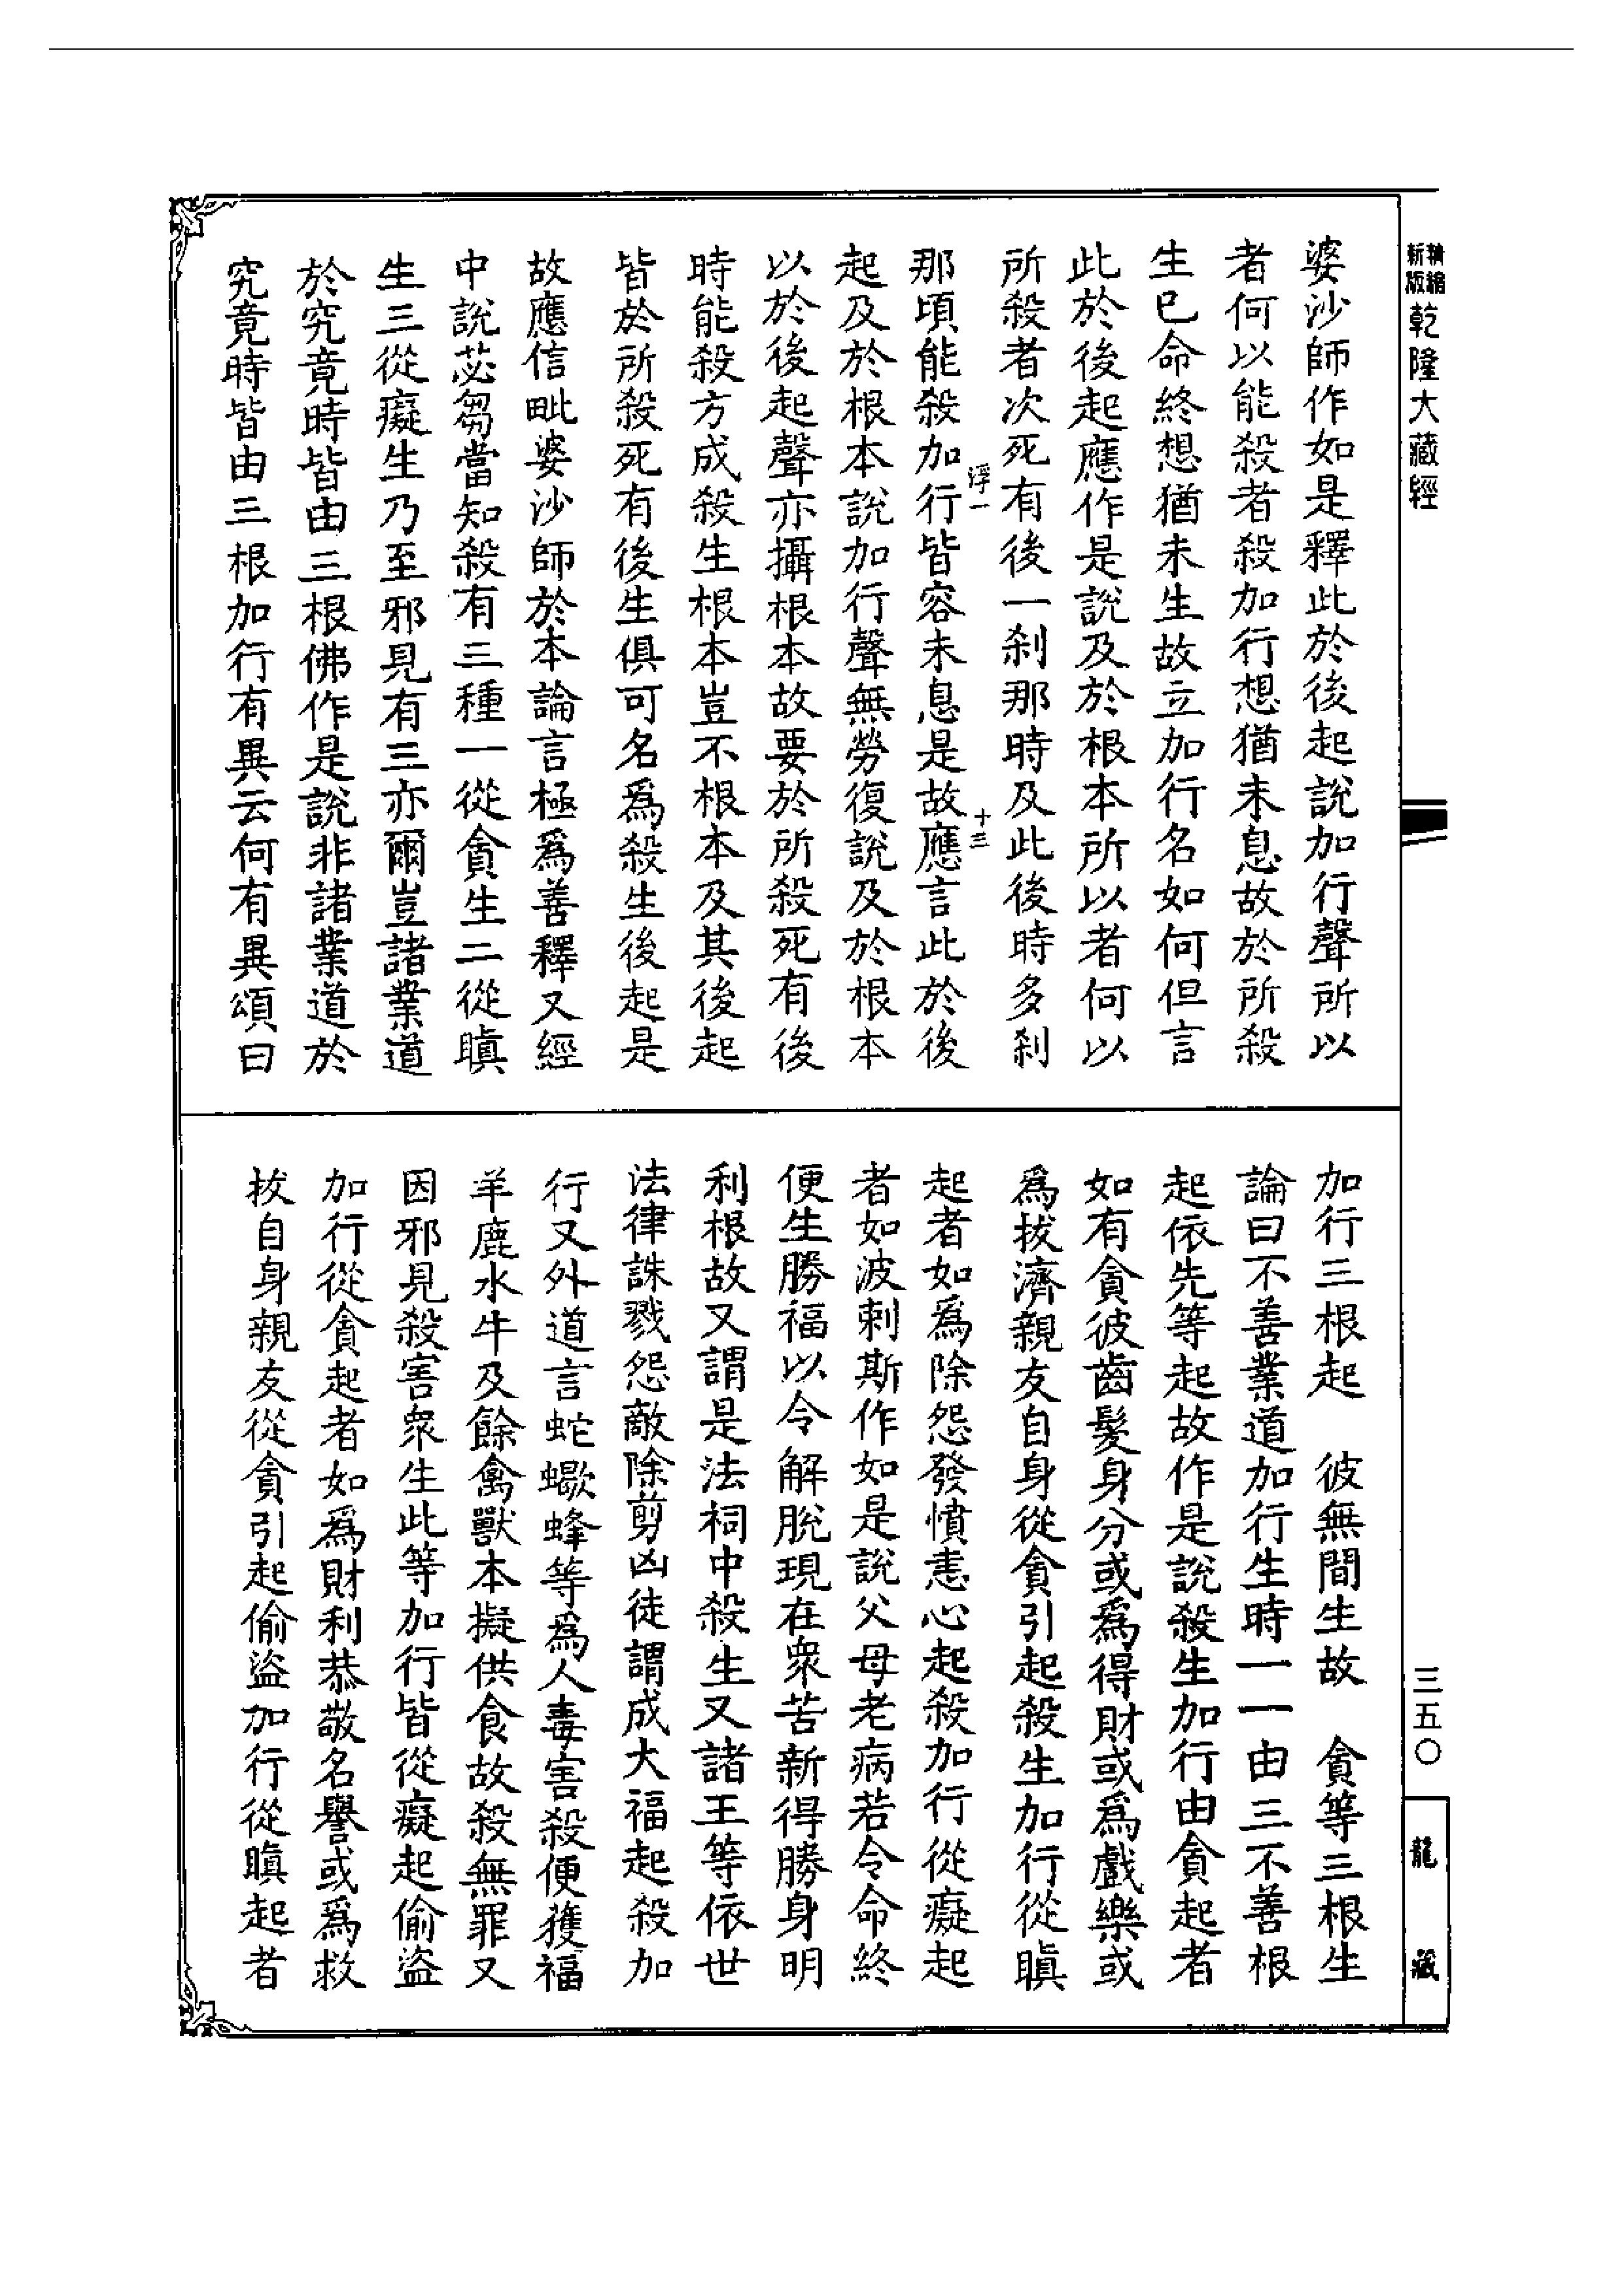 精縮
新版
乾隆大藏經
婆沙師作如是釋此於後起說加行聲所以
者何以能殺者殺加行想猶未息故於所殺
生已命終想猶未生故立加行名如何但言
此於後起應作是說及於根本所以者何以
所殺者次死有後一剎那時及此後時多剎
浮一
十三
那頃能殺加行皆容未息是故應言此於後
起及於根本說加行聲無勞復說及於根本
以於後起聲亦攝根本故要於所殺死有後
時能殺方成殺生根本豈不根本及其後起
皆於所殺死有後生俱可名爲殺生後起是
故應信毗婆沙師於本論言極爲善釋又經
中說苾芻當知殺有三種一從貪生二從瞋
生三從癡生乃至邪見有三亦爾豈諸業道
於究竟時皆由三根佛作是說非諸業道於
究竟時皆由三根加行有異云何有異頌曰
加行三根起　彼無間生故　貪等三根生
論曰不善業道加行生時一一由三不善根
起依先等起故作是說殺生加行由貪起者
如有貪彼齒髮身分或爲得財或爲戲樂或
爲拔濟親友自身從貪引起殺生加行從瞋
起者如爲除怨發憤恚心起殺加行從癡起
者如波剌斯作如是說父母老病若令命終
便生勝福以令解脫現在衆苦新得勝身明
利根故又謂是法祠中殺生又諸王等依世
法律誅戮怨敵除剪凶徒謂成大福起殺加
行又外道言蛇蠍蜂等爲人毒害殺便獲福
羊鹿水牛及餘禽獸本擬供食故殺無罪又
因邪見殺害衆生此等加行皆從癡起偷盜
加行從貪起者如爲財利恭敬名譽或爲救
拔自身親友從貪引起偷盜加行從瞋起者
三五〇
龍藏